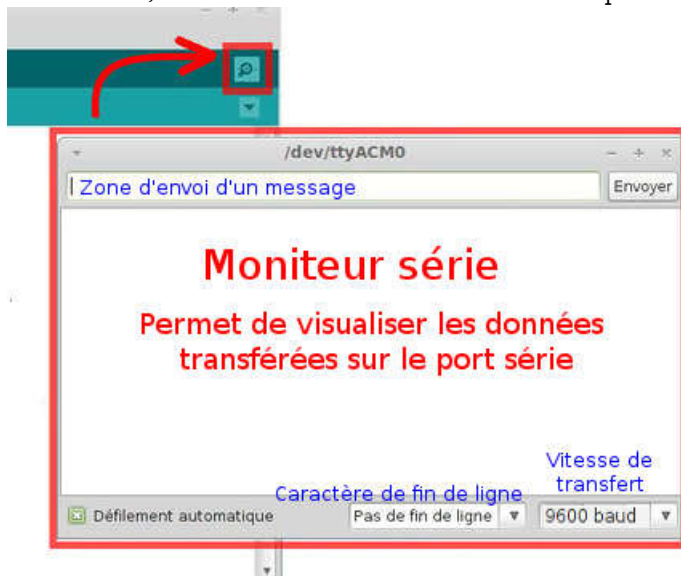 /dev/ttyACM0
Zone d'envoi d'un message
Envoyer
Moniteur série
Permet de visualiser les données
transférées sur le port série
Vitesse de
transfert
Caractère de fin de ligne
Défilement automatique
Pas de fin de ligne
9600 baud